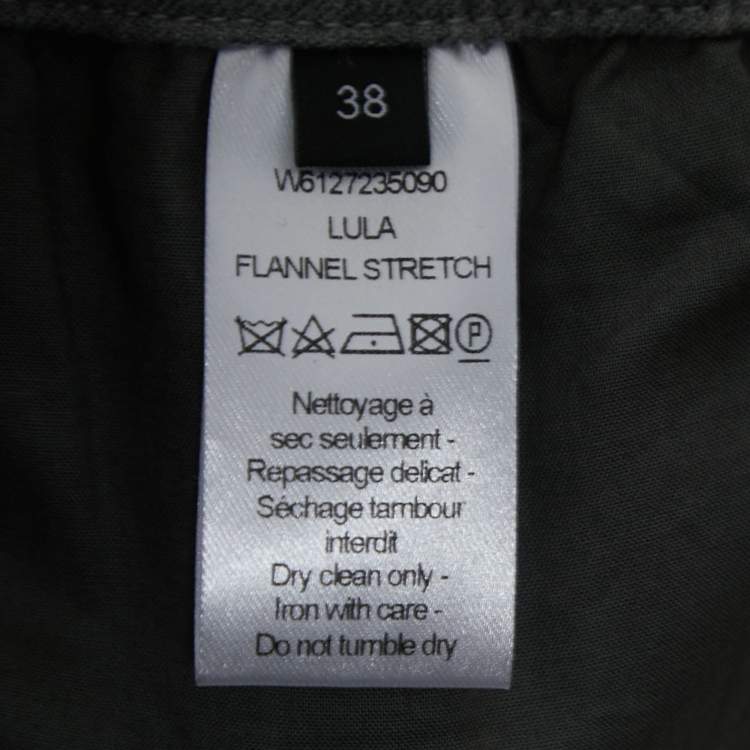 38
W6127235090
LULA
FLANNEL STRETCH
P
Nettoyage à
sec seulement -
Repassage delicat -
Séchage tambour
interdit
Dry clean only -
Iron with care -
Do not tumble dry